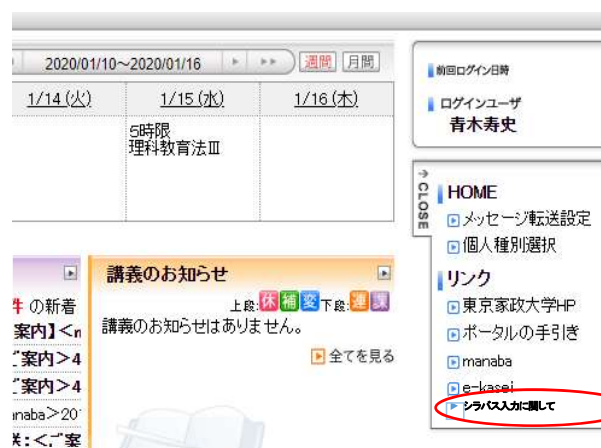 2020/01/10～2020/01/16
週間
月間
1/14 (火)
1/15 (水)
1/16 (木)
5時限
理科教育法Ⅲ
前回ログイン日時
ログインユーザ
青木寿史
CLOSE
HOME
メッセージ転送設定
個人種別選択
リンク
東京家政大学HP
ポータルの手引き
manaba
e-kasei
シラバス入力に関して
件 の新着
案内】＜n
ご案内＞4
ご案内＞4
manaba＞20
＜ご案
講義のお知らせ
上段:休補変下段:連課
講義のお知らせはありません。
全てを見る